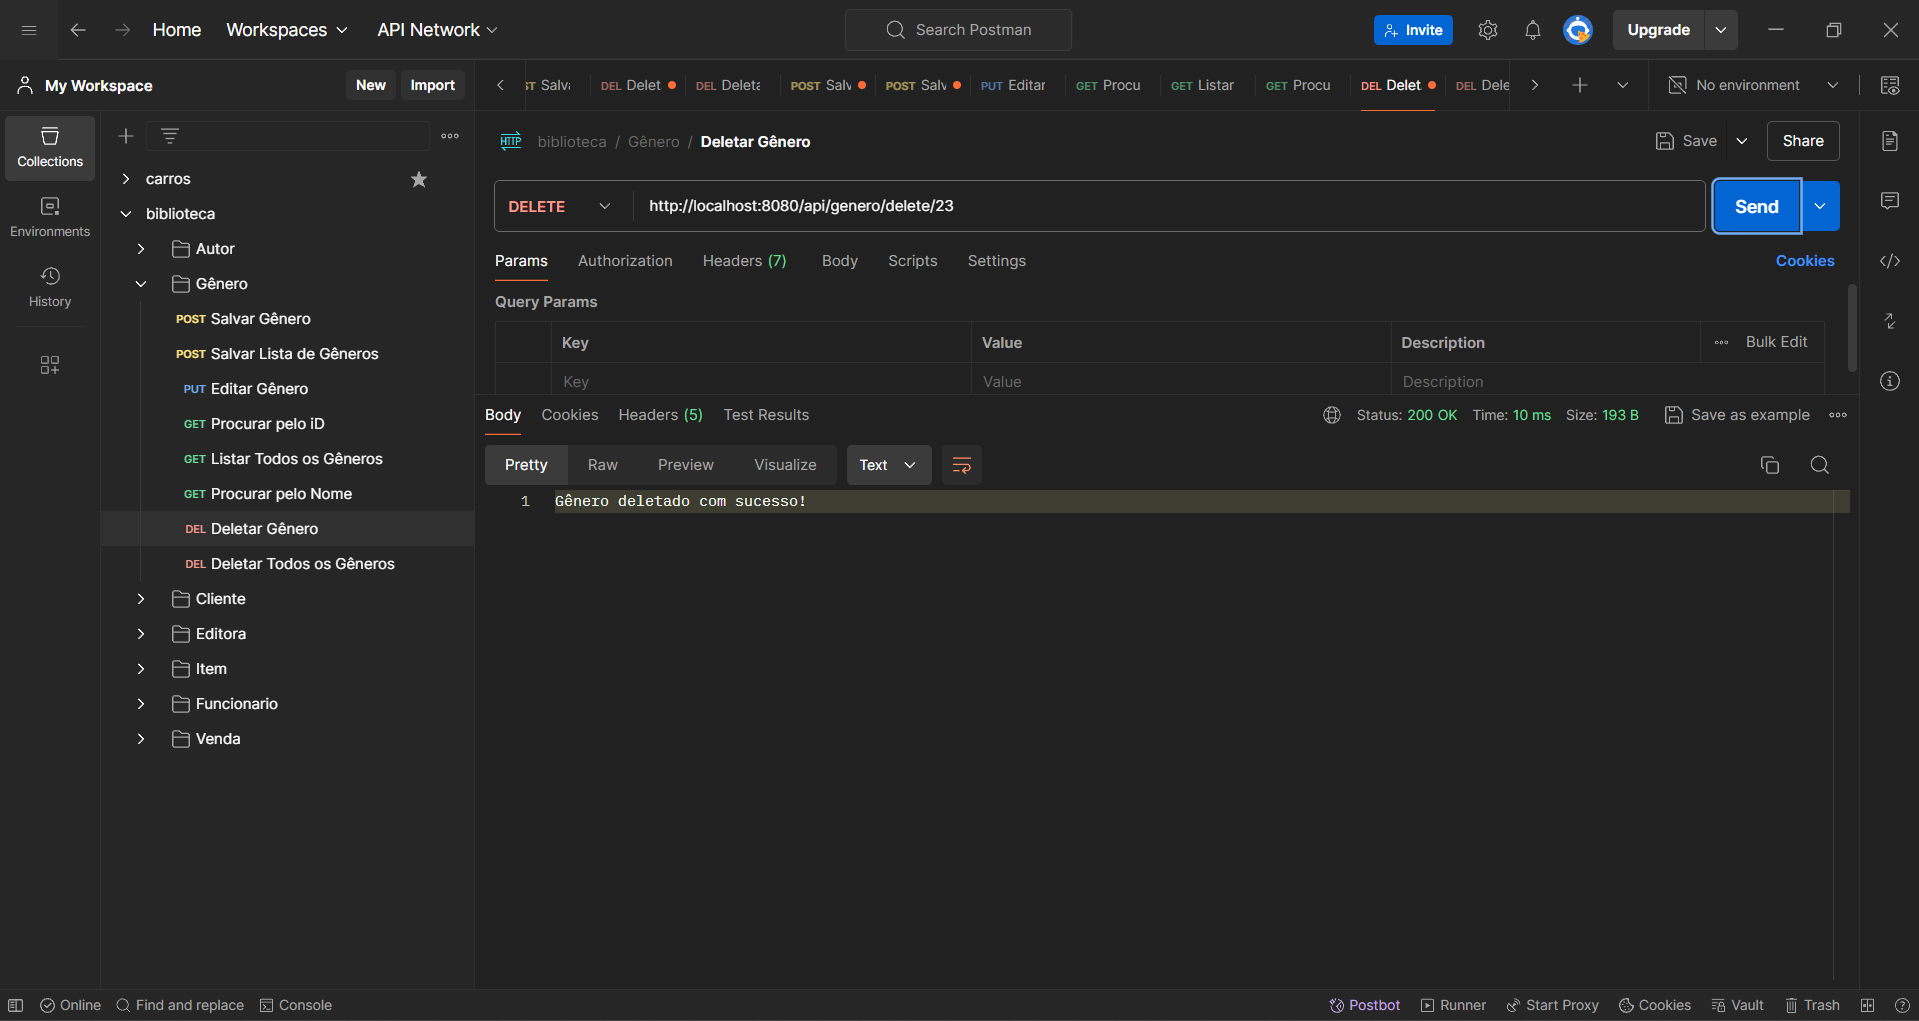 Home
Workspaces
API Network
Search Postman
Invite
Upgrade
My Workspace
New
Import
ST Salva
DEL Delet
DEL Deleta
POST Salv
POST Salv
PUT Editar
GET Procu
GET Listar
GET Procu
DEL Delet
DEL Dele
No environment
Collections
Environments
History
carros
biblioteca
Autor
Gênero
POST Salvar Gênero
POST Salvar Lista de Gêneros
PUT Editar Gênero
GET Procurar pelo iD
GET Listar Todos os Gêneros
GET Procurar pelo Nome
DEL Deletar Gênero
DEL Deletar Todos os Gêneros
Cliente
Editora
Item
Funcionario
Venda
HTTP biblioteca / Gênero / Deletar Gênero
Save
Share
DELETE
http://localhost:8080/api/genero/delete/23
Send
Params
Authorization
Headers (7)
Body
Scripts
Settings
Cookies
Query Params
Key
Value
Description
Bulk Edit
Key
Value
Description
Body
Cookies
Headers (5)
Test Results
Status: 200 OK
Time: 10 ms
Size: 193 B
Save as example
Pretty
Raw
Preview
Visualize
Text
1 Gênero deletado com sucesso!
Online
Find and replace
Console
Postbot
Runner
Start Proxy
Cookies
Vault
Trash